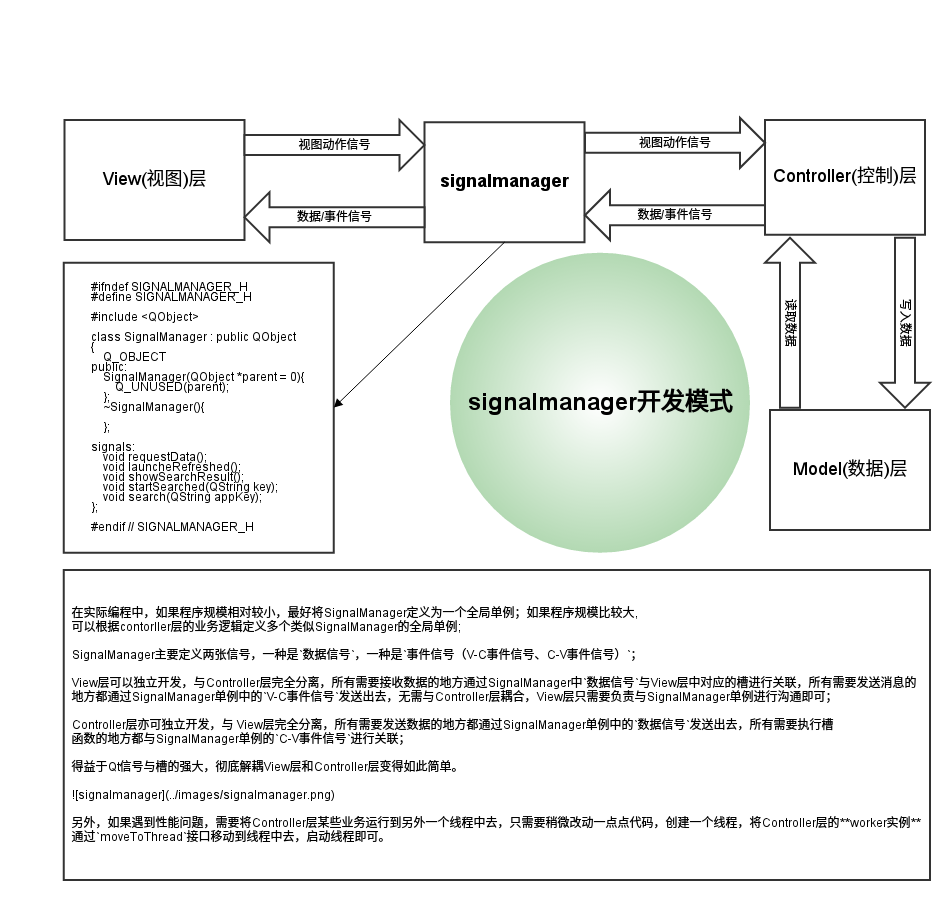 View(视图)层
视图动作信号
signalmanager
视图动作信号
Controller(控制)层
数据/事件信号
数据/事件信号
#ifndef SIGNALMANAGER_H
#define SIGNALMANAGER_H
#include <QObject>
class SignalManager : public QObject
{
Q_OBJECT
public:
SignalManager(QObject *parent = 0){
Q_UNUSED(parent);
};
~SignalManager(){
};
signals:
void requestData();
void launcheRefreshed();
void showSearchResult();
void startSearched(QString key);
void search(QString appKey);
};
#endif // SIGNALMANAGER_H
signalmanager开发模式
读取数据
写入数据
Model(数据)层
在实际编程中，如果程序规模相对较小，最好将SignalManager定义为一个全局单例；如果程序规模比较大,
可以根据contorller层的业务逻辑定义多个类似SignalManager的全局单例;
SignalManager主要定义两张信号，一种是`数据信号`，一种是`事件信号（V-C事件信号、C-V事件信号）`；
View层可以独立开发，与Controller层完全分离，所有需要接收数据的地方通过SignalManager中`数据信号`与View层中对应的槽进行关联，所有需要发送消息的
地方都通过SignalManager单例中的`V-C事件信号`发送出去，无需与Controller层耦合，View层只需要负责与SignalManager单例进行沟通即可；
Controller层亦可独立开发，与 View层完全分离，所有需要发送数据的地方都通过SignalManager单例中的`数据信号`发送出去，所有需要执行槽
函数的地方都与SignalManager单例的`C-V事件信号`进行关联；
得益于Qt信号与槽的强大，彻底解耦View层和Controller层变得如此简单。
![signalmanager](../images/signalmanager.png)
另外，如果遇到性能问题，需要将Controller层某些业务运行到另外一个线程中去，只需要稍微改动一点点代码，创建一个线程，将Controller层的**worker实例**
通过`moveToThread`接口移动到线程中去，启动线程即可。